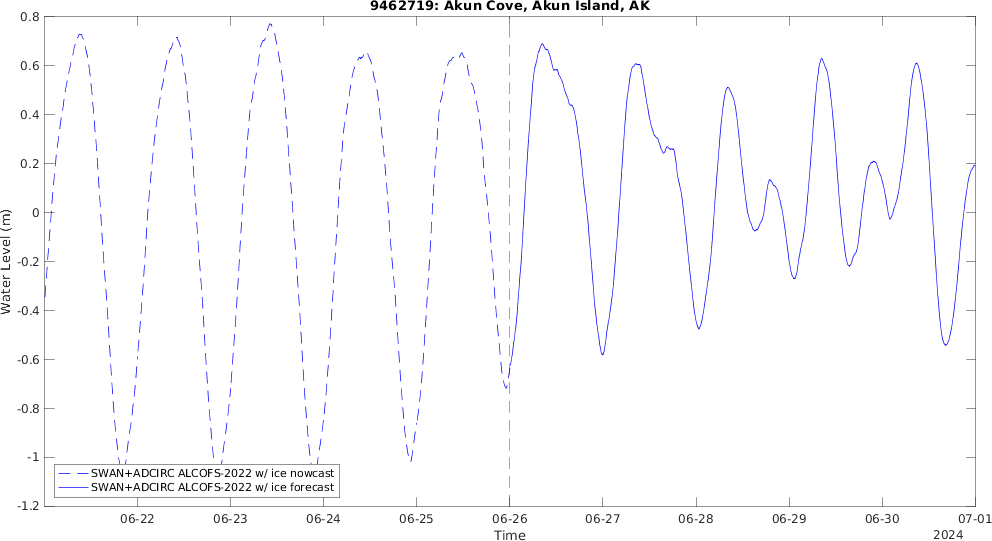 9462719: Akun Cove, Akun Island, AK
0.8
0.6
0.4
0.2
0
-0.2
-0.4
-0.6
-0.8
-1
-1.2
Water Level (m)
SWAN+ADCIRC ALCOFS-2022 w/ ice nowcast
SWAN+ADCIRC ALCOFS-2022 w/ ice forecast
06-22 06-23 06-24 06-25 06-26 06-27 06-28 06-29 06-30 07-01
Time
2024